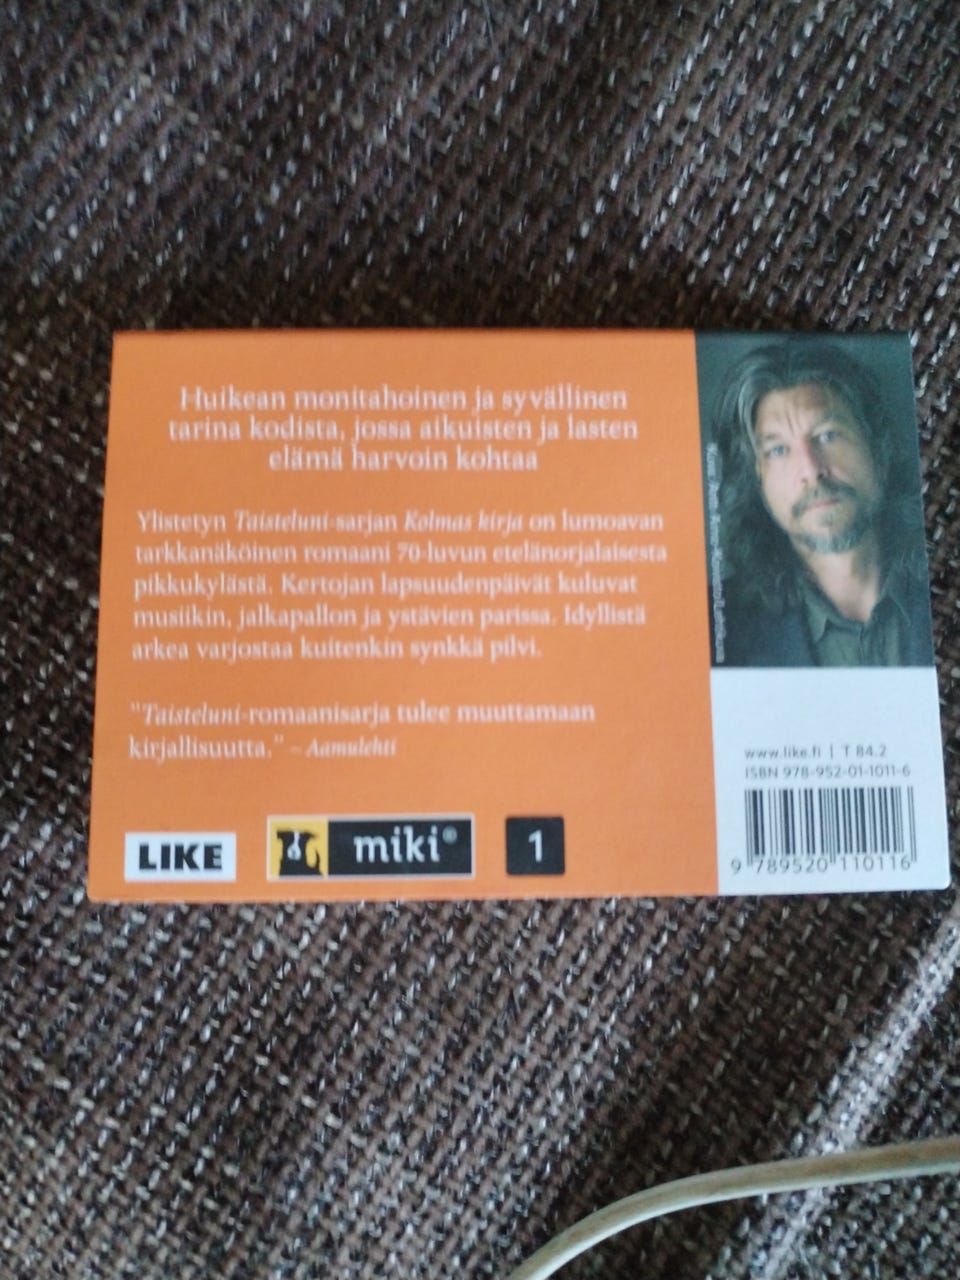 Huikean monitahoinen ja syvällinen
tarina kodista, jossa aikuisten ja lasten
elämä harvoin kohtaa
Ylistetyn Taisteluni-sarjan Kolmas kirja on lumoavan
tarkkanäköinen romaani 70-luvun etelänorjalaisesta
pikkukylästä. Kertojan lapsuudenpäivät kuluvat
musiikin, jalkapallon ja ystävien parissa. Idyllistä
arkea varjostaa kuitenkin synkkä pilvi.
"Taisteluni-romaanisarja tulee muuttamaan
kirjallisuutta." – Aamulehti
LIKE
miki®
1
www.like.fi | T 84.2
ISBN 978-952-01-1011-6
9 789520 110116